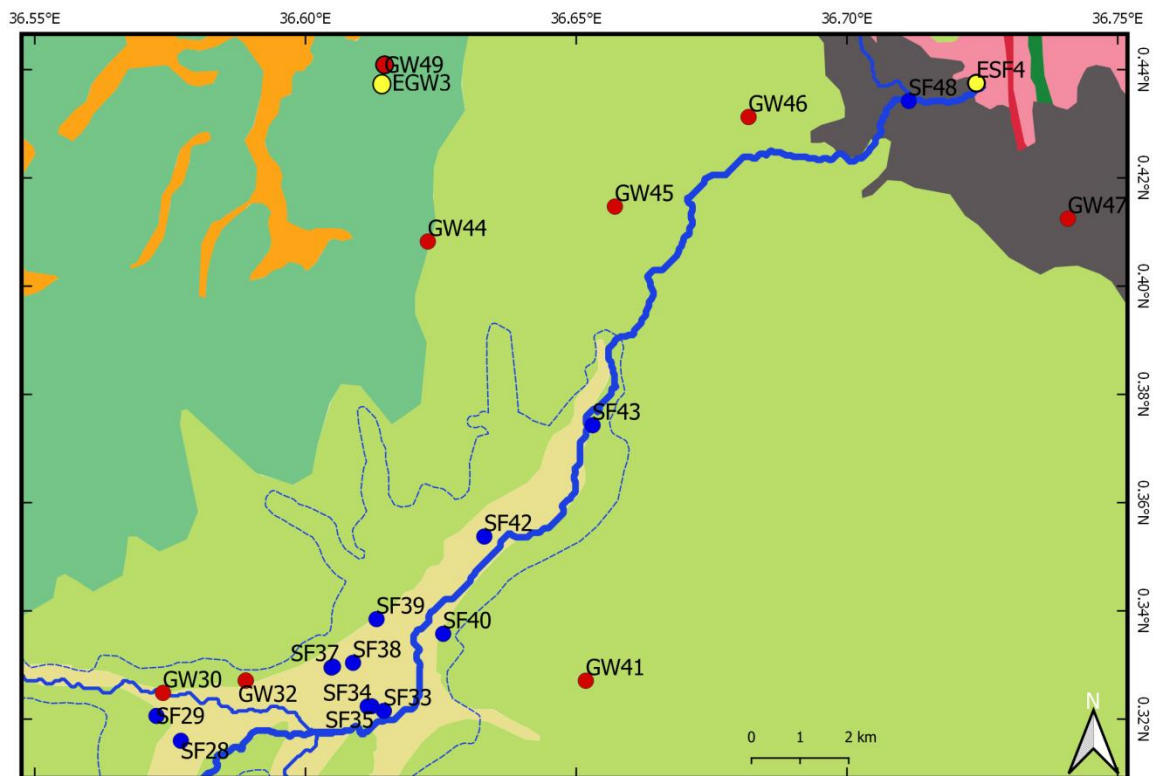 36.55°E 36.60°E 36.65°E 36.70°E 36.75°E
GW49
EGW3
ESF4
SF48
0.44°N
GW46
0.42°N
GW45
GW47
GW44
0.40°N
0.38°N
SF43
0.36°N
SF42
SF39
SF40
0.34°N
SF37
SF38
GW41
GW30
GW32
SF34
SF33
SF35
SF29
SF28
0.32°N
N
0 1 2 km